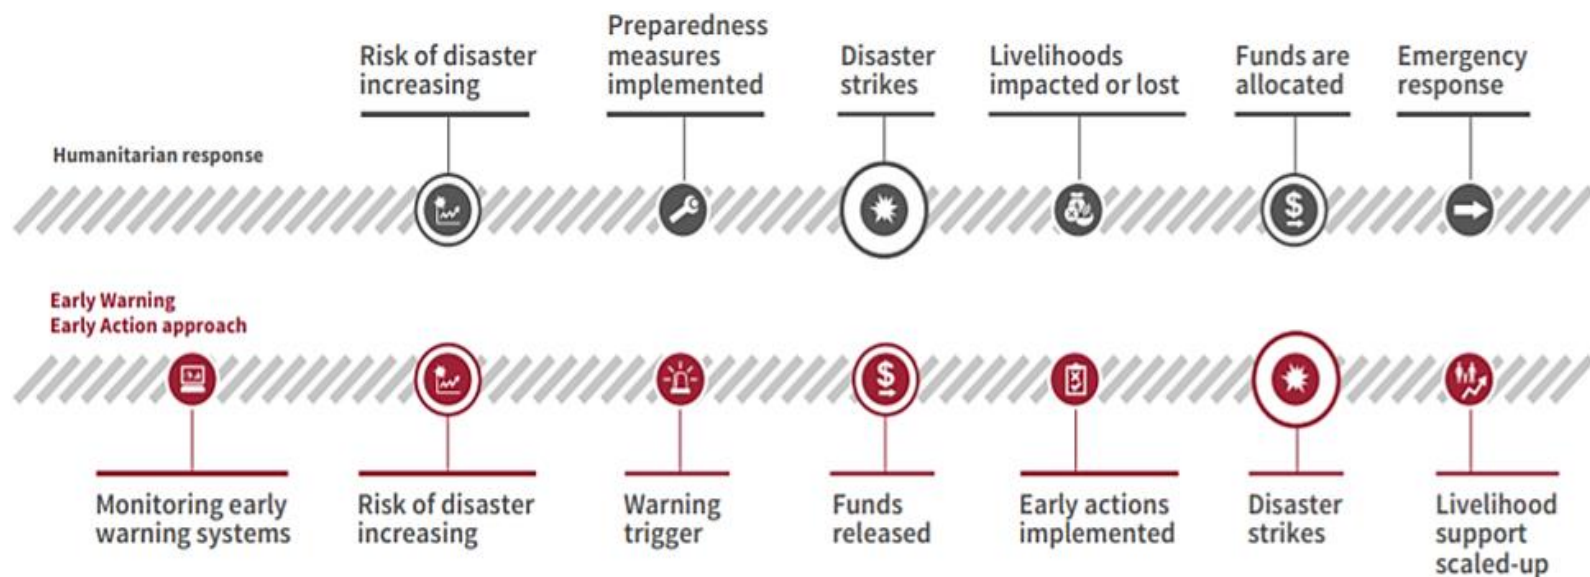 Risk of disaster
increasing
Preparedness
measures
implemented
Disaster
strikes
Livelihoods
impacted or lost
Funds are
allocated
Emergency
response
Humanitarian response
$
Early Warning
Early Action approach
$
Monitoring early
warning systems
Risk of disaster
increasing
Warning
trigger
Funds
released
Early actions
implemented
Disaster
strikes
Livelihood
support
scaled-up